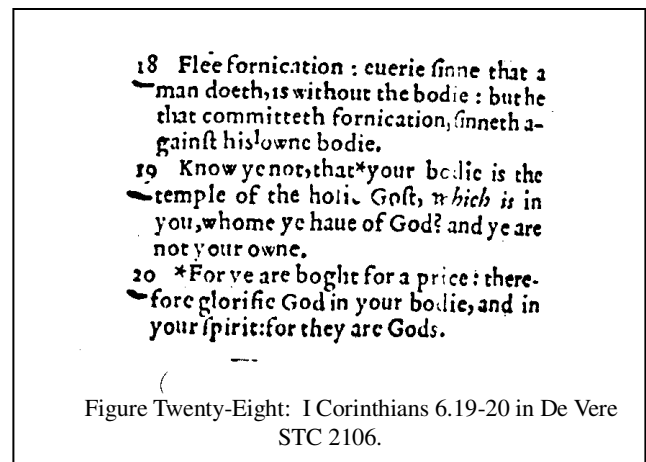 18 Flee fornication : euerie ſinne that a
man doeth, is without the bodie : but he
that committeth fornication, ſinneth a-
gainſt his owne bodie.
19 Know ye not, that *your bodie is the
temple of the holie Goſt, which is in
you, whome ye haue of God? and ye are
not your owne.
20 *For ye are boght for a price : there-
fore glorifie God in your bodie, and in
your ſpirit: for they are Gods.
Figure Twenty-Eight: I Corinthians 6.19-20 in De Vere
STC 2106.